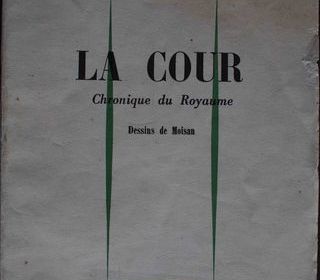 LA COUR
Chronique du Royaume
Dessins de Moisan